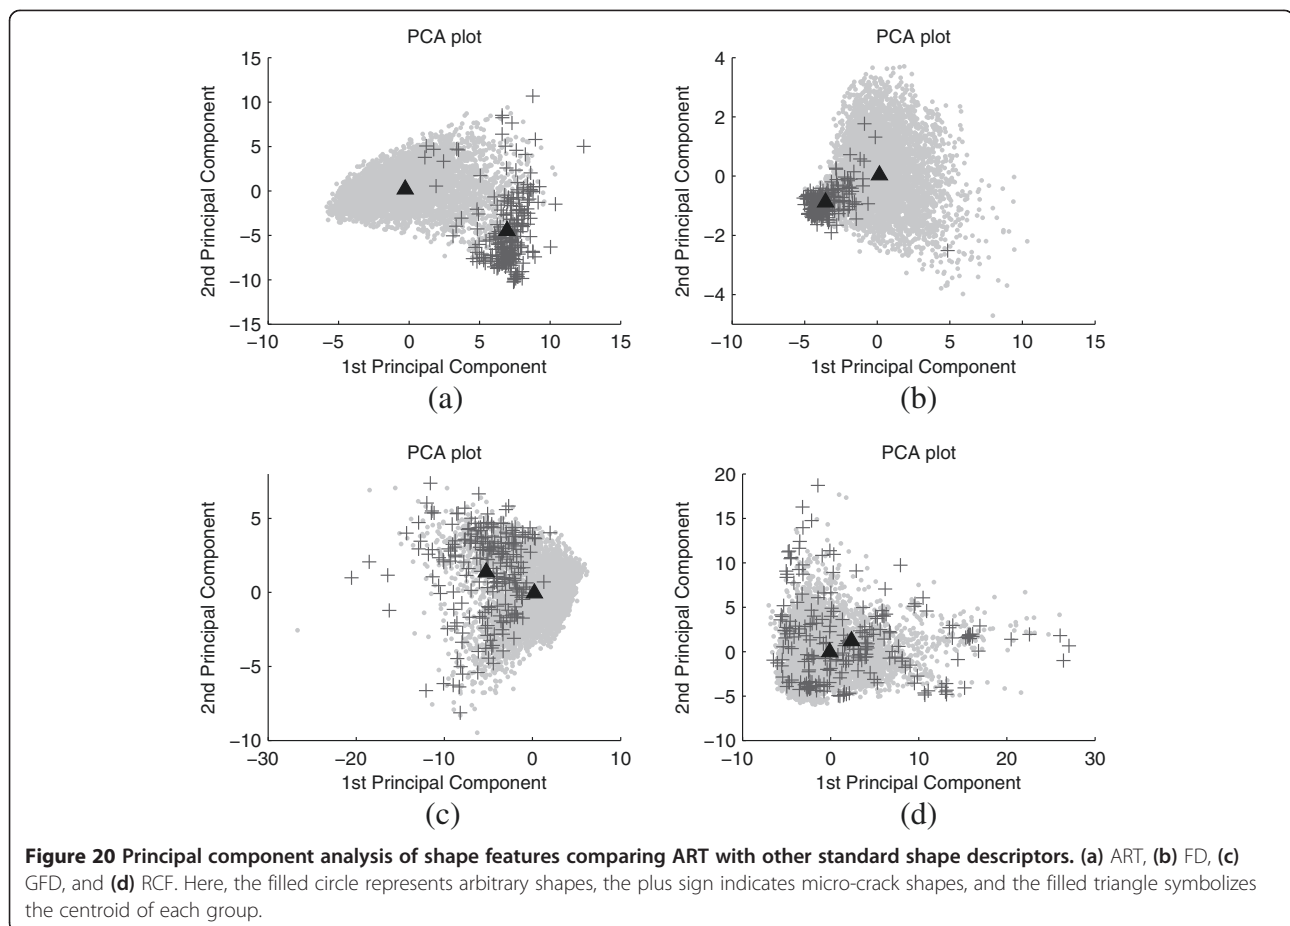 PCA plot
15
10
5
0
−5
−10
−15
2nd Principal Component
−10 −5 0 5 10 15
1st Principal Component
(a)
PCA plot
4
2
0
−2
−4
2nd Principal Component
−10 −5 0 5 10 15
1st Principal Component
(b)
PCA plot
5
0
−5
−10
2nd Principal Component
−30 −20 −10 0 10
1st Principal Component
(c)
PCA plot
20
15
10
5
0
−5
−10
2nd Principal Component
−10 0 10 20 30
1st Principal Component
(d)
Figure 20 Principal component analysis of shape features comparing ART with other standard shape descriptors. (a) ART, (b) FD, (c)
GFD, and (d) RCF. Here, the filled circle represents arbitrary shapes, the plus sign indicates micro-crack shapes, and the filled triangle symbolizes
the centroid of each group.